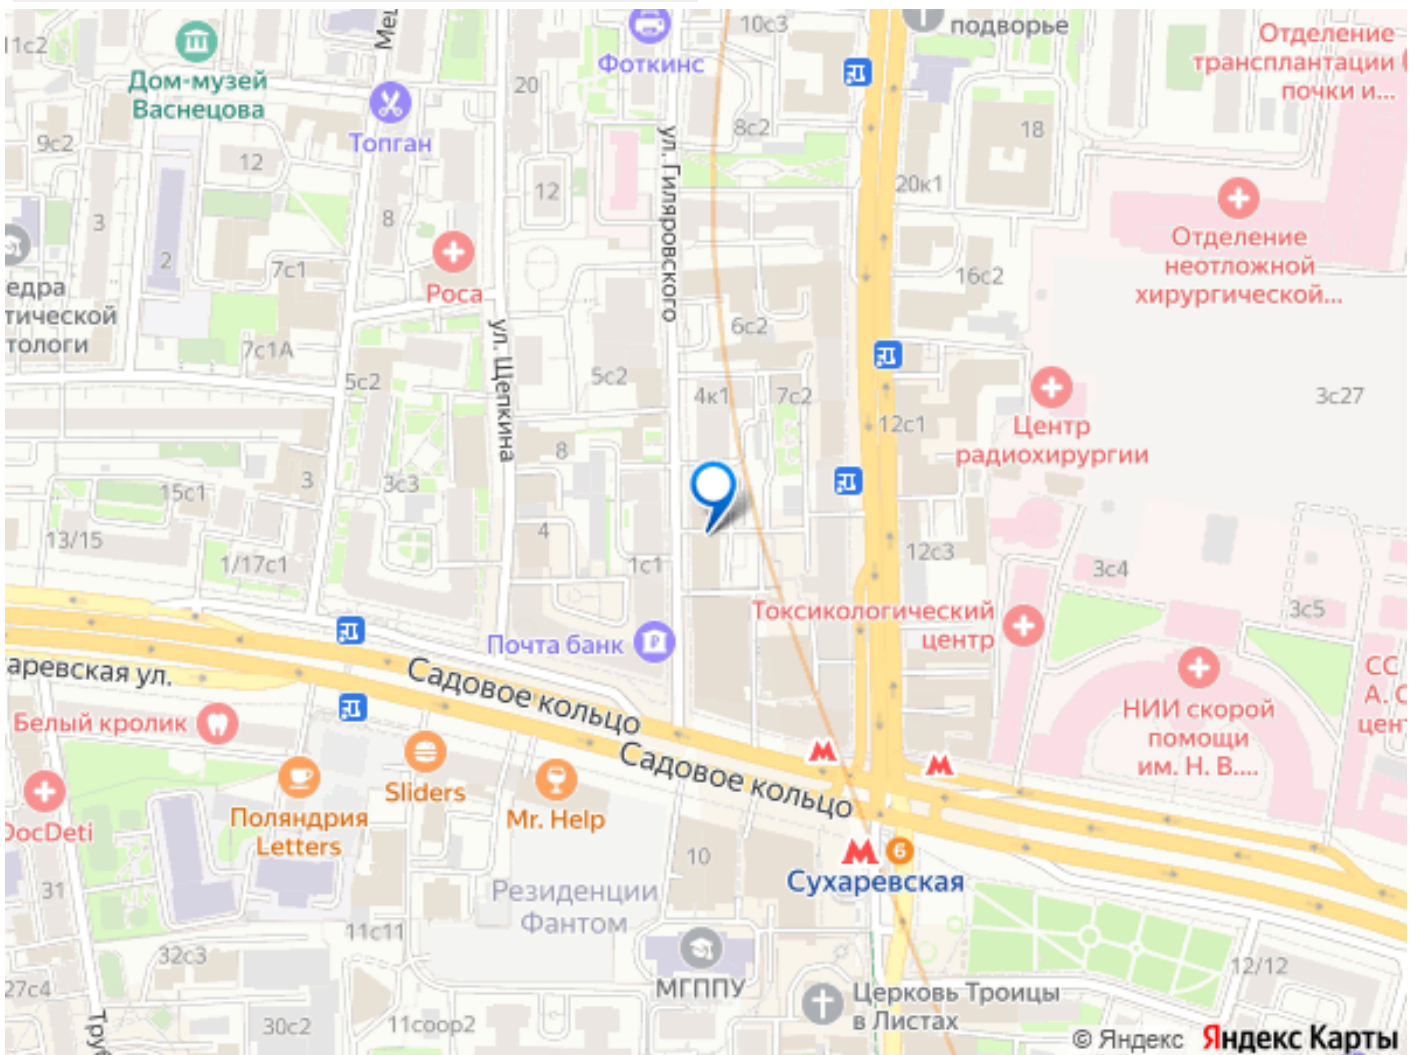 11с2
Дом-музей
Васнецова
Топган
20
Фоткинс
10с3
подворье
Отделение
трансплантации
почки и...
9с2
12
8с2
18
3
8
12
ул. Гиляровского
20к1
2
Отделение
неотложной
хирургической...
7с1
Роса
16с2
едра
тической
тологи
7с1А
ул. Щепкина
6с2
5с2
5с2
4к1
7с2
12с1
Центр
радиохирургии
3с27
8
15с1
3
3с3
13/15
1/17с1
4
1с1
12с3
3с4
3с5
Токсикологический
центр
Почта банк
аревская ул.
Садовое кольцо
Садовое кольцо
НИИ скорой
помощи
им. Н. В....
СС
А. С
цент
Белый кролик
DocDeti
Поляндрия
Letters
Sliders
Mr. Help
10
6
Сухаревская
Резиденции
Фантом
31
11с11
32с3
27с4
МГППУ
12/12
Церковь Троицы
в Листах
30с2
11соор2
Труб
© Яндекс Яндекс Карты